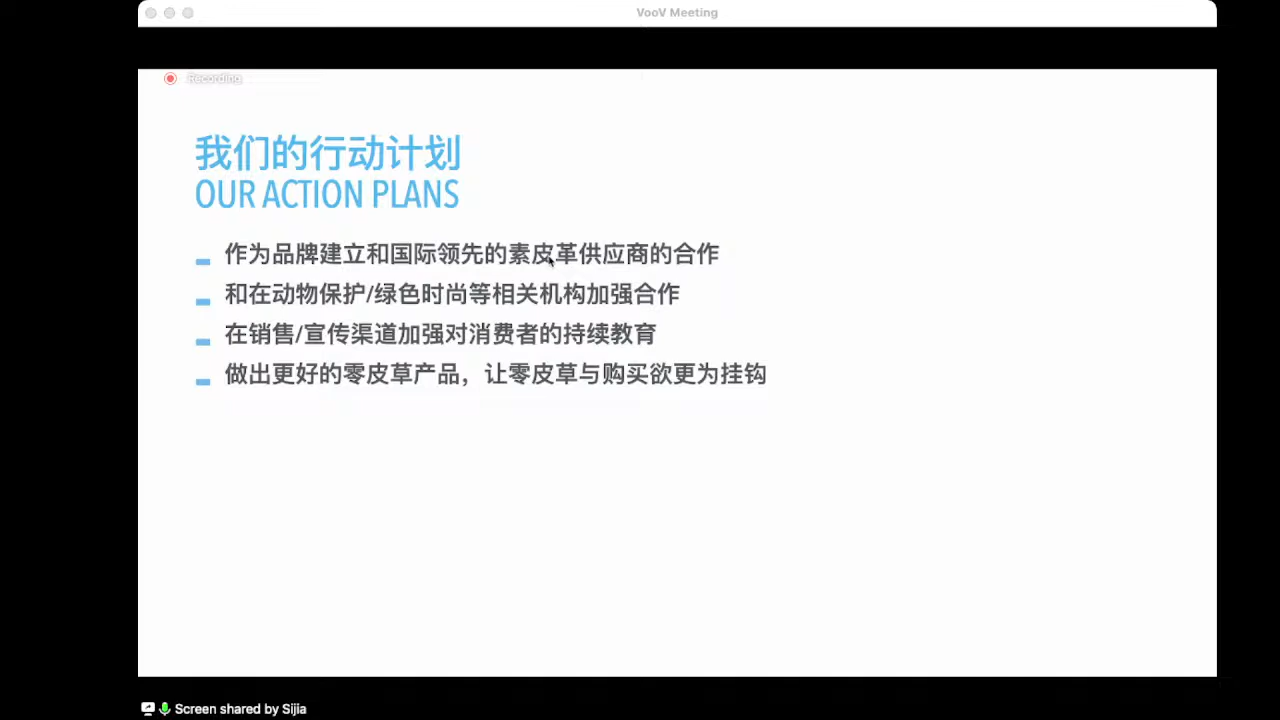 VooV Meeting
Recording
我们的行动计划
OUR ACTION PLANS
作为品牌建立和国际领先的素皮革供应商的合作
和在动物保护/绿色时尚等相关机构加强合作
在销售/宣传渠道加强对消费者的持续教育
做出更好的零皮草产品，让零皮草与购买欲更为挂钩
Screen shared by Sijia